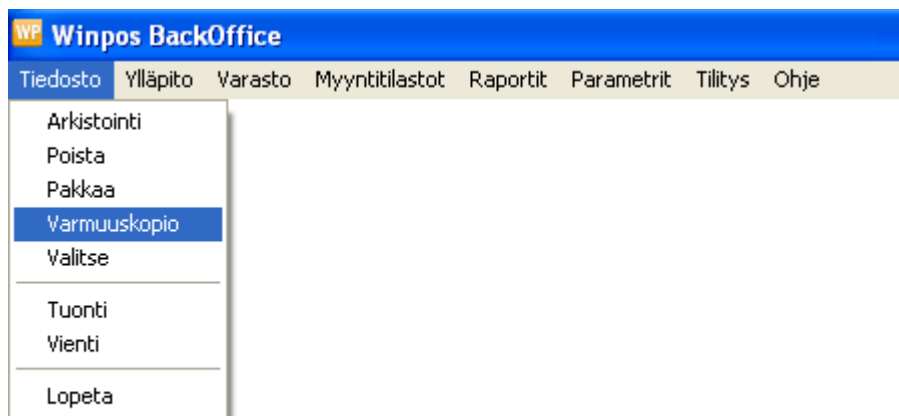 WP Winpos BackOffice
Tiedosto Ylläpito Varasto Myyntitilastot Raportit Parametrit Tilitys Ohje
Arkistointi
Poista
Pakkaa
Varmuuskopio
Valitse
Tuonti
Vienti
Lopeta